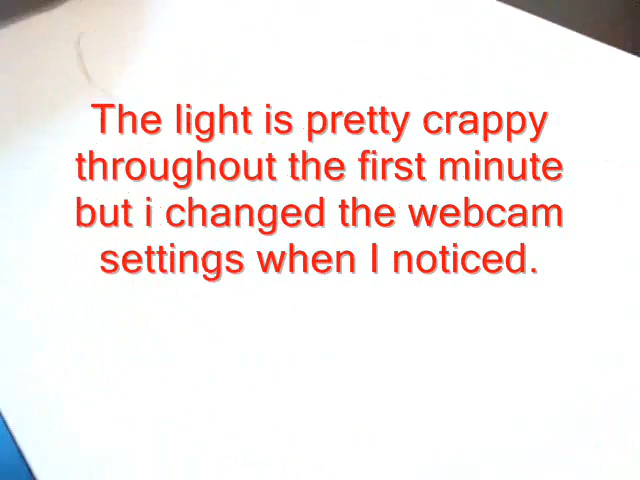 The light is pretty crappy
throughout the first minute
but i changed the webcam
settings when I noticed.